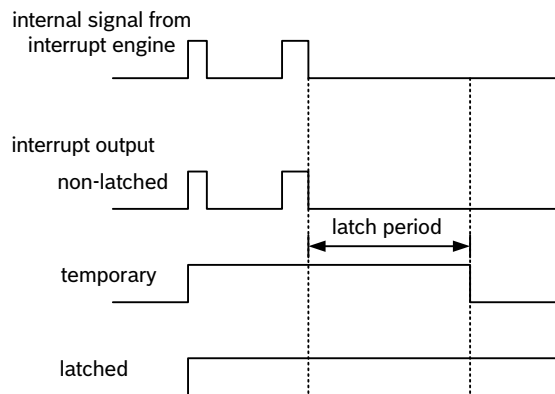 internal signal from
interrupt engine
interrupt output
non-latched
latch period
temporary
latched